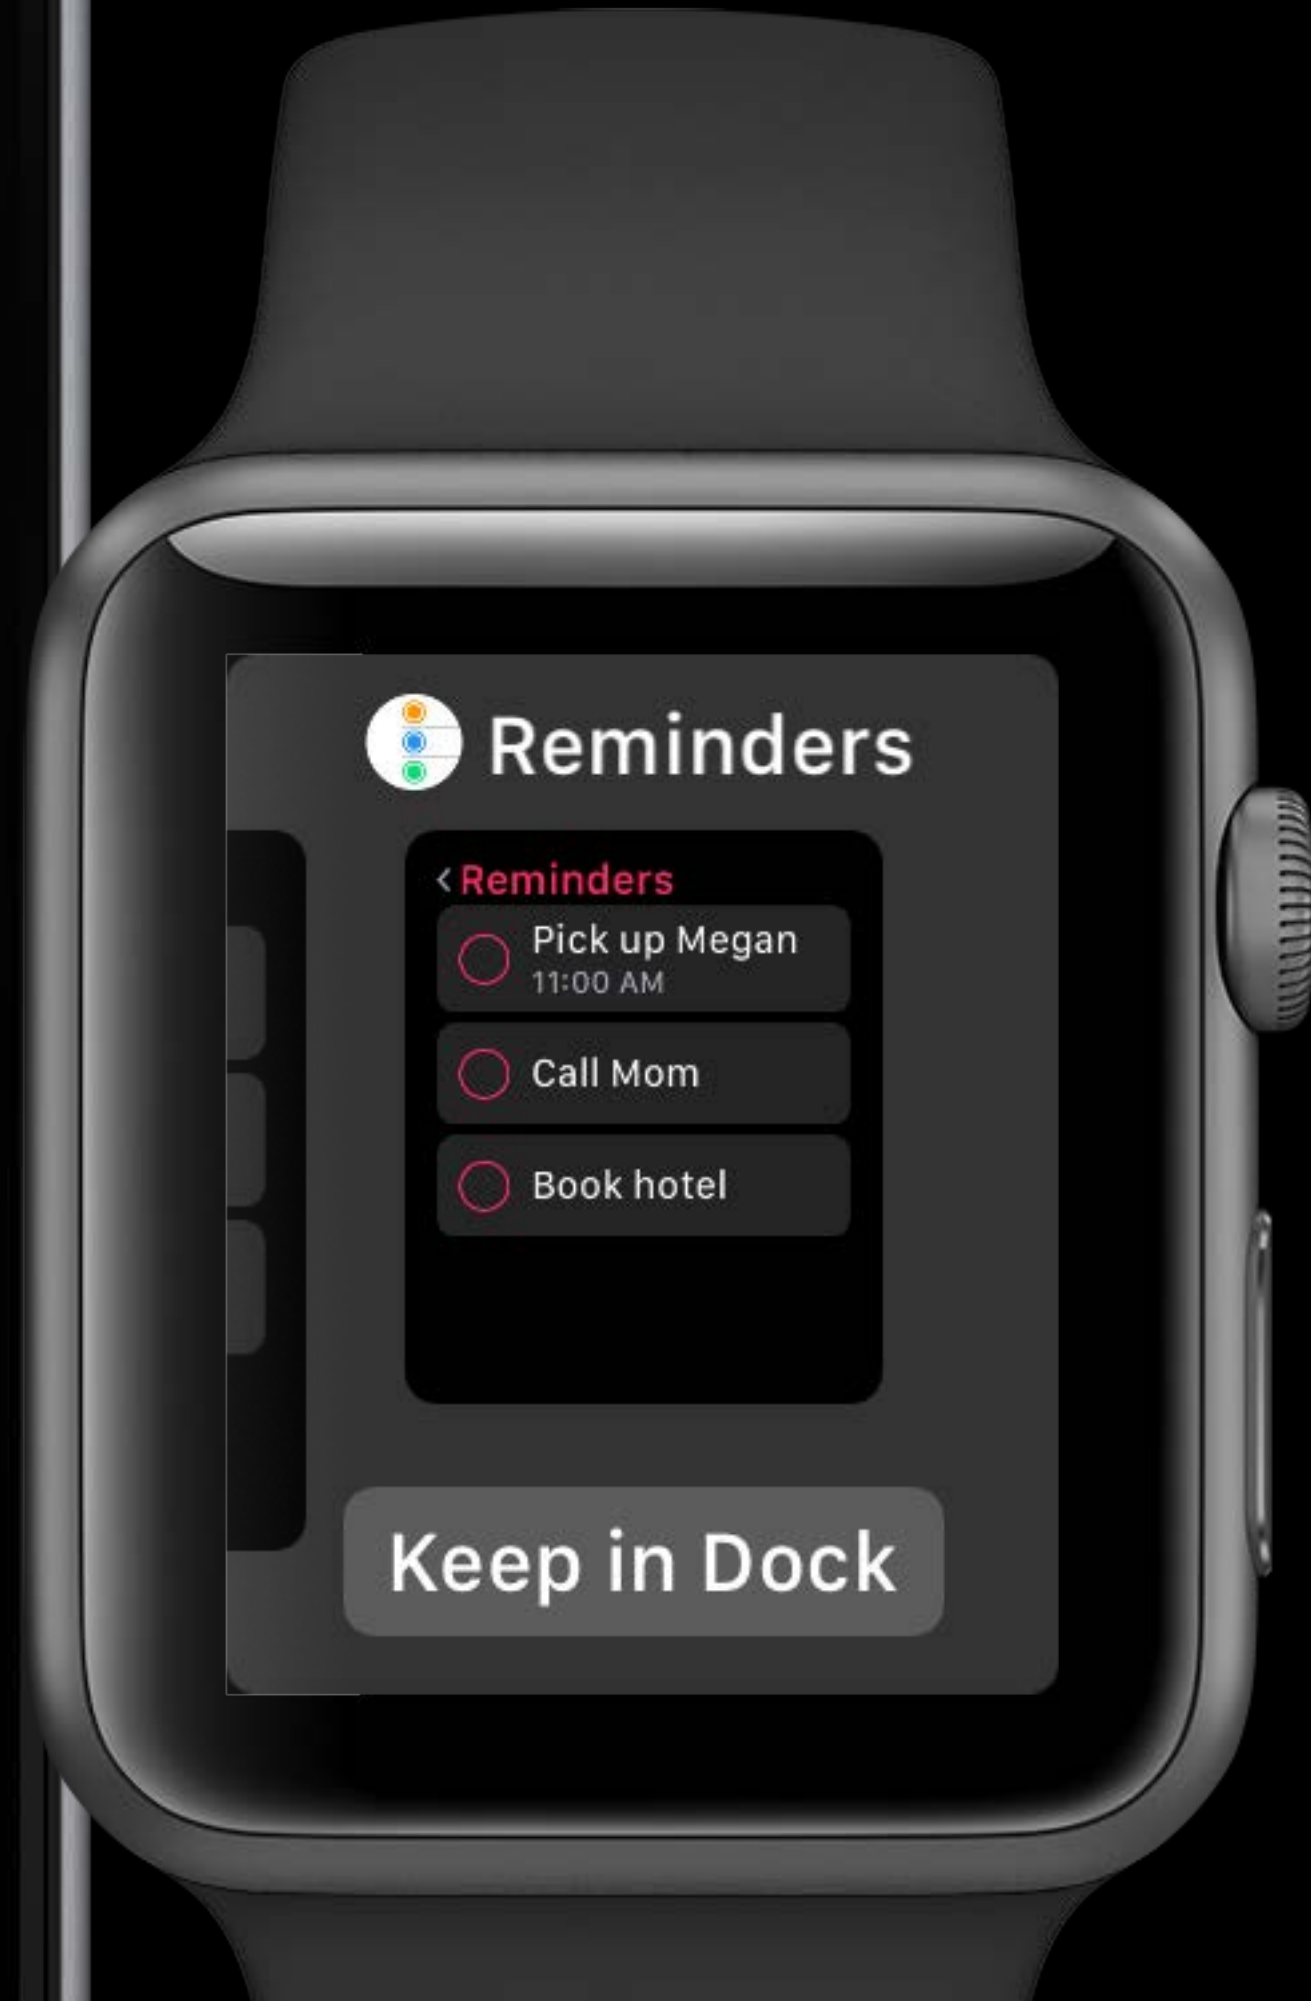 Reminders
Reminders
Pick up Megan
11:00 AM
Call Mom
Book hotel
Keep in Dock